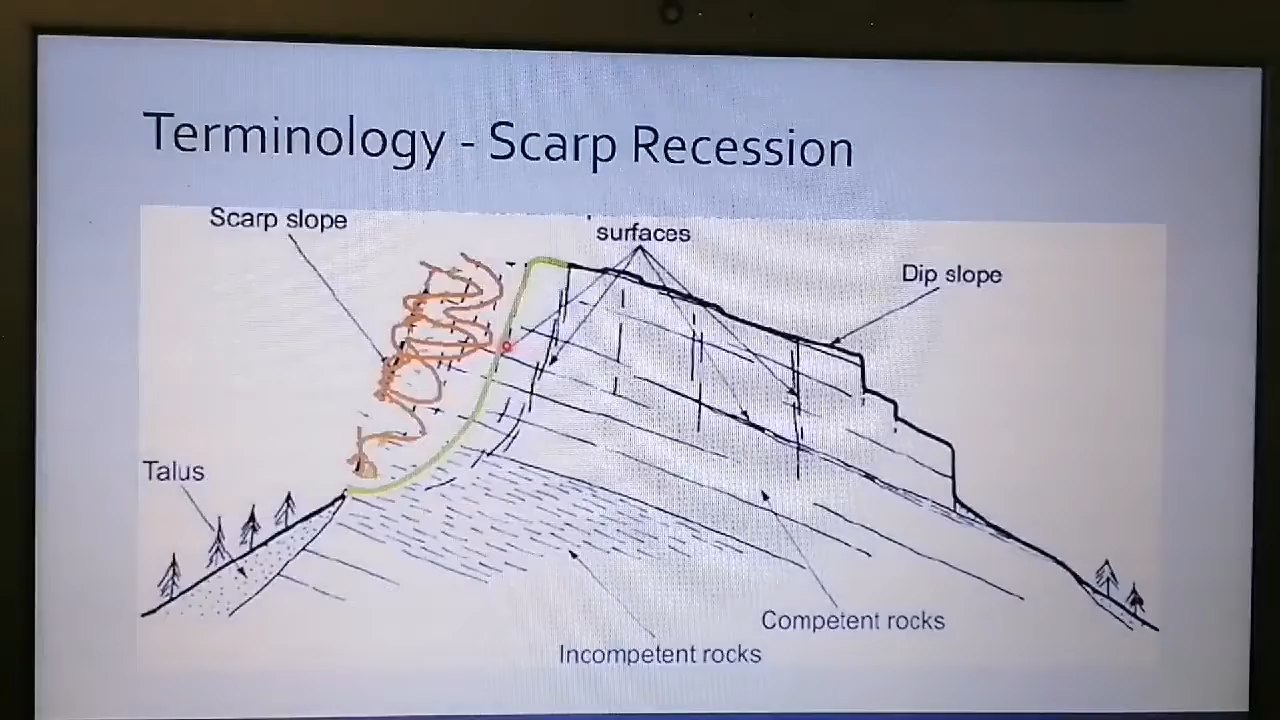 Terminology - Scarp Recession
Scarp slope
surfaces
Dip slope
Talus
Competent rocks
Incompetent rocks